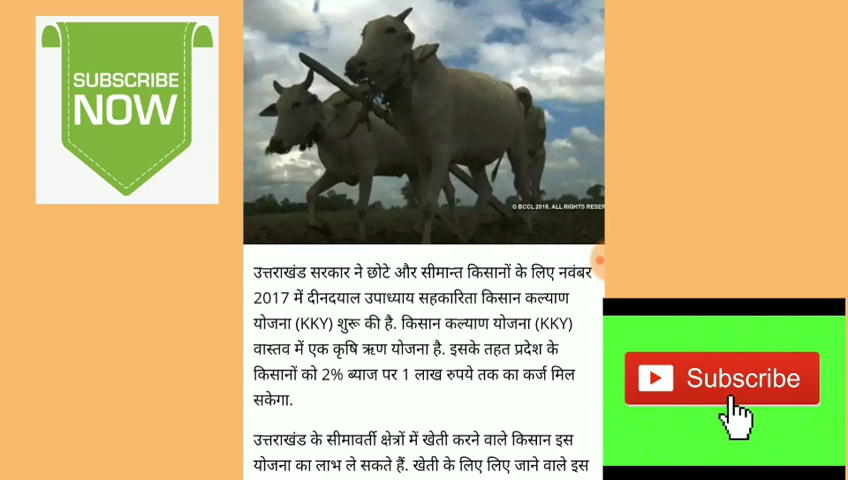 SUBSCRIBE
NOW
© BCCL 2018. ALL RIGHTS RESER
उत्तराखंड सरकार ने छोटे और सीमान्त किसानों के लिए नवंबर
2017 में दीनदयाल उपाध्याय सहकारिता किसान कल्याण
योजना (KKY) शुरू की है. किसान कल्याण योजना (KKY)
वास्तव में एक कृषि ऋण योजना है. इसके तहत प्रदेश के
किसानों को 2% ब्याज पर 1 लाख रुपये तक का कर्ज मिल
सकेगा.
उत्तराखंड के सीमावर्ती क्षेत्रों में खेती करने वाले किसान इस
योजना का लाभ ले सकते हैं. खेती के लिए लिए जाने वाले इस
Subscribe